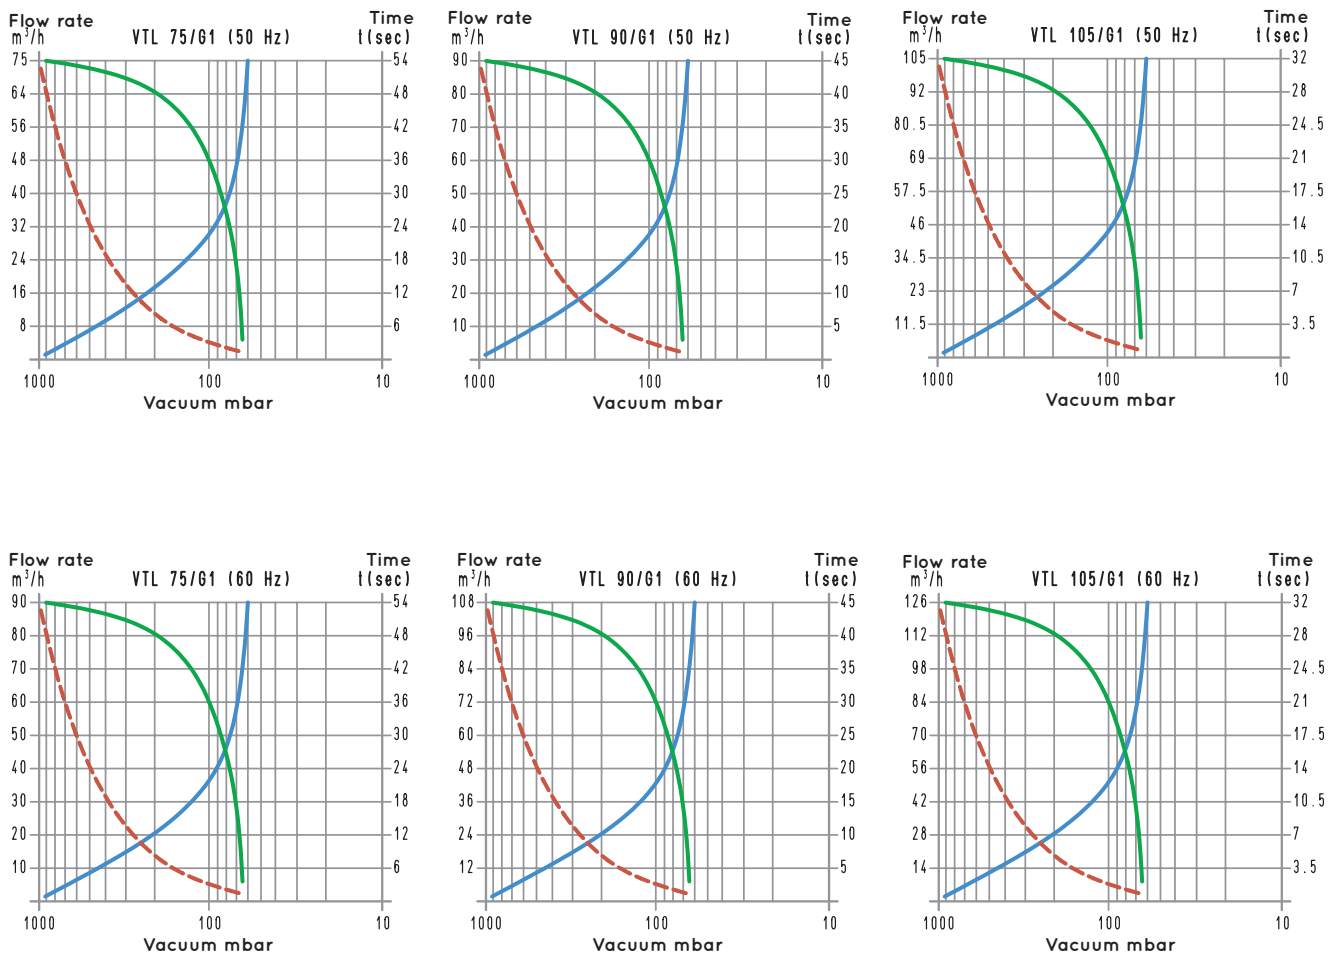 Flow rate Time
m³/h VTL 75/G1 (50 Hz) t(sec)
75 54
64 48
56 42
48 36
40 30
32 24
24 18
16 12
8 6
1000 100 10
Vacuum mbar
Flow rate Time
m³/h VTL 90/G1 (50 Hz) t(sec)
90 45
80 40
70 35
60 30
50 25
40 20
30 15
20 10
10 5
1000 100 10
Vacuum mbar
Flow rate Time
m³/h VTL 105/G1 (50 Hz) t(sec)
105 32
92 28
80.5 24.5
69 21
57.5 17.5
46 14
34.5 10.5
23 7
11.5 3.5
1000 100 10
Vacuum mbar
Flow rate Time
m³/h VTL 75/G1 (60 Hz) t(sec)
90 54
80 48
70 42
60 36
50 30
40 24
30 18
20 12
10 6
1000 100 10
Vacuum mbar
Flow rate Time
m³/h VTL 90/G1 (60 Hz) t(sec)
108 45
96 40
84 35
72 30
60 25
48 20
36 15
24 10
12 5
1000 100 10
Vacuum mbar
Flow rate Time
m³/h VTL 105/G1 (60 Hz) t(sec)
126 32
112 28
98 24.5
84 21
70 17.5
56 14
42 10.5
28 7
14 3.5
1000 100 10
Vacuum mbar